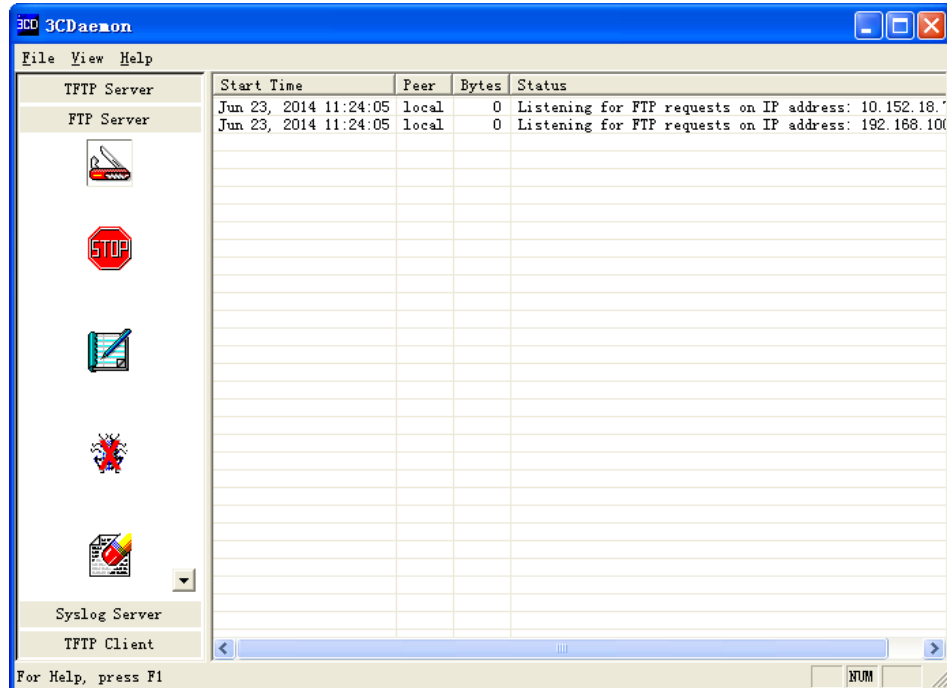 3CD 3CDaemon
File View Help
TFTP Server
FTP Server
STOP
Syslog Server
TFTP Client
Start Time Peer Bytes Status
Jun 23, 2014 11:24:05 local 0 Listening for FTP requests on IP address: 10.152.18.
Jun 23, 2014 11:24:05 local 0 Listening for FTP requests on IP address: 192.168.100
For Help, press F1 NUM